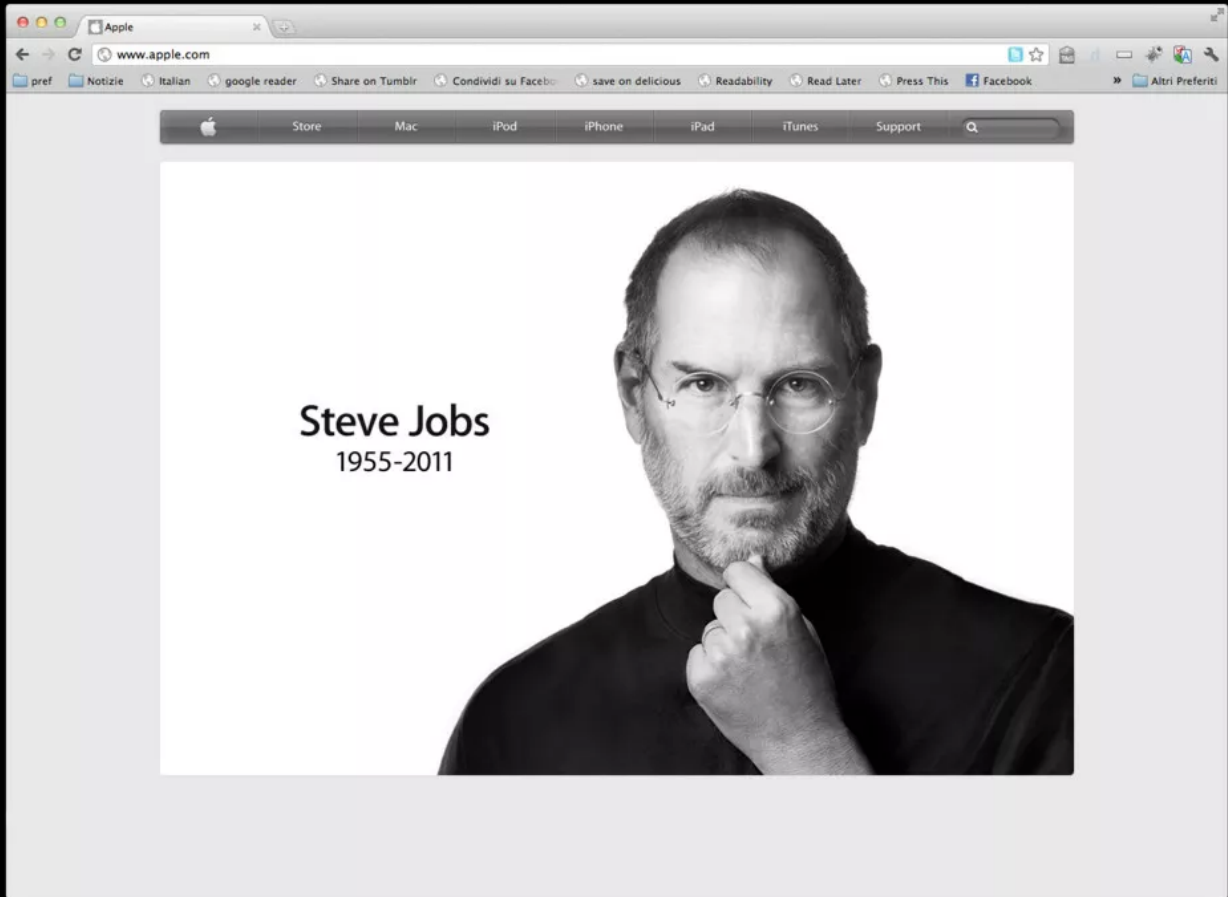 Apple
www.apple.com
pref Notizie Italian google reader Share on Tumblr Condividi su Facebo save on delicious Readability Read Later Press This Facebook » Altri Preferiti
Store Mac iPod iPhone iPad iTunes Support
Steve Jobs
1955-2011